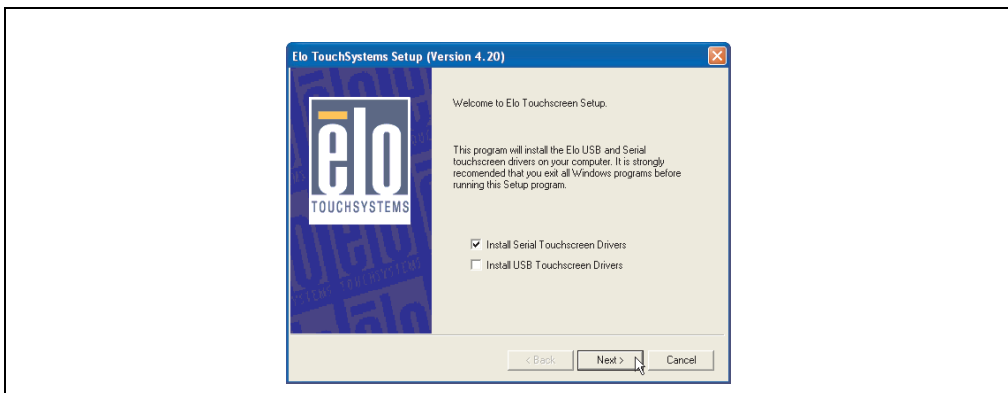 Elo TouchSystems Setup (Version 4.20)
ēlo
TOUCHSYSTEMS
Welcome to Elo Touchscreen Setup.
This program will install the Elo USB and Serial
touchscreen drivers on your computer. It is strongly
recomended that you exit all Windows programs before
running this Setup program.
Install Serial Touchscreen Drivers
Install USB Touchscreen Drivers
< Back
Next >
Cancel